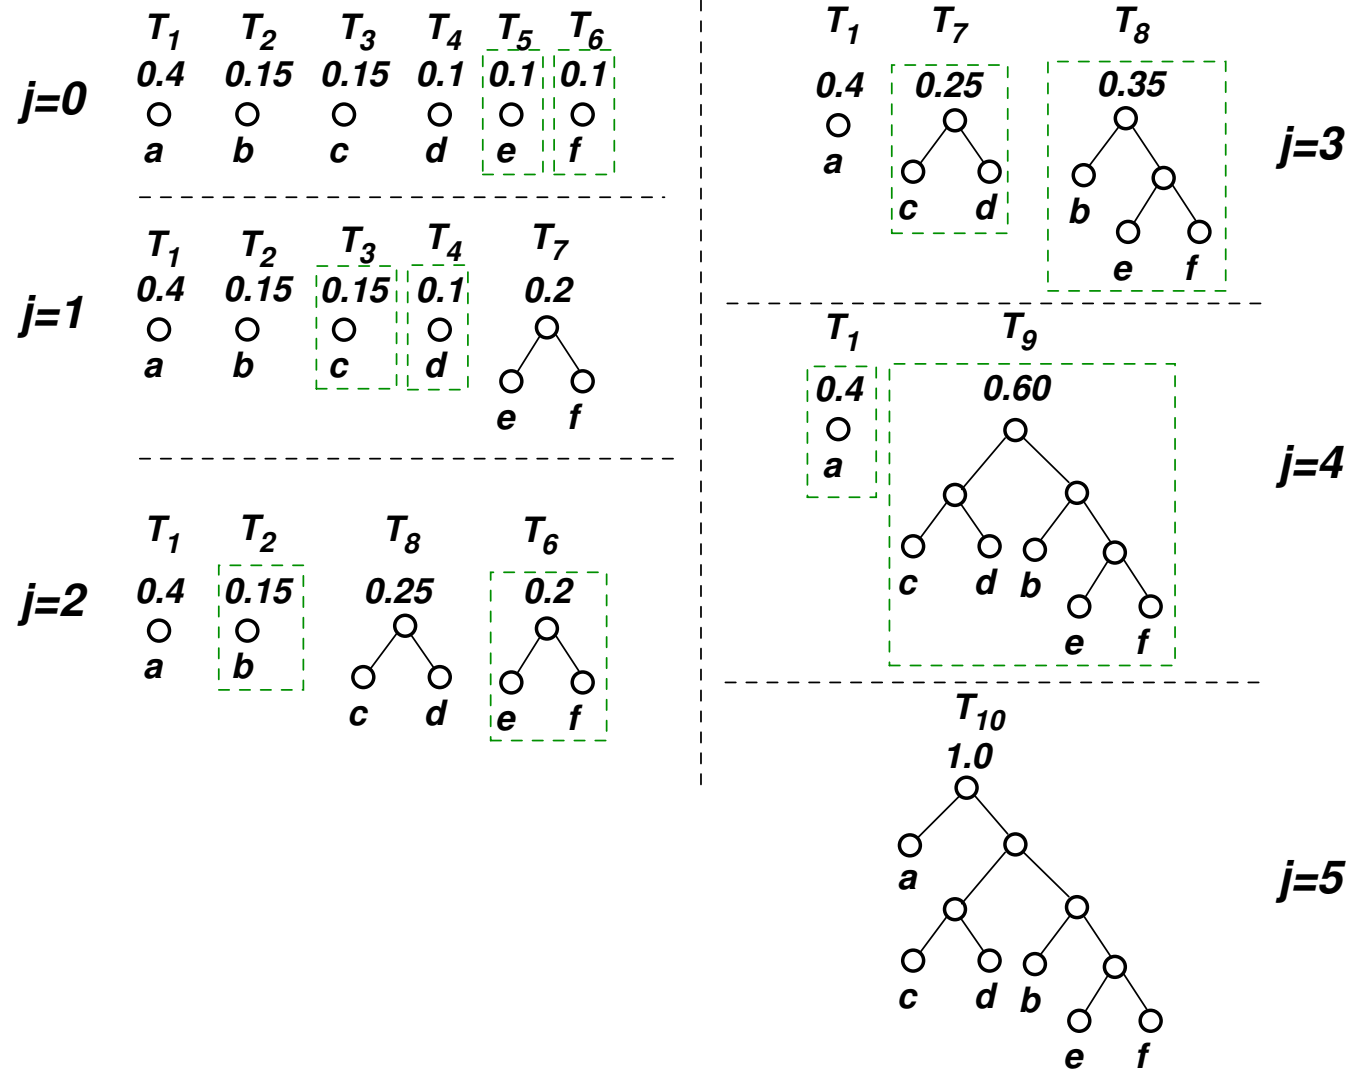 T1 T2 T3 T4 T5 T6
j=0 0.4 0.15 0.15 0.1 0.1 0.1
a b c d e f
T1 T2 T3 T4 T7
j=1 0.4 0.15 0.15 0.1 0.2
a b c d
e f
T1 T2 T8 T6
j=2 0.4 0.15 0.25 0.2
a b
c d e f
T1 T7 T8
0.4 0.25 0.35
j=3
a
c d b
e f
T1 T9
0.4 0.60
a
j=4
c d b
e f
T10
1.0
a
j=5
c d b
e f